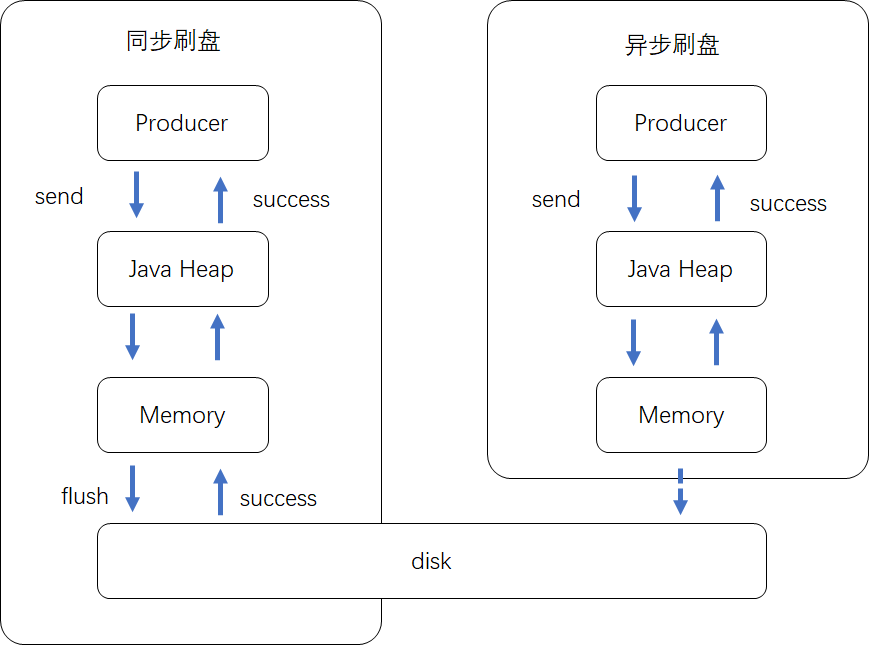 同步刷盘
Producer
send
success
Java Heap
Memory
flush
success
异步刷盘
Producer
send
success
Java Heap
Memory
disk